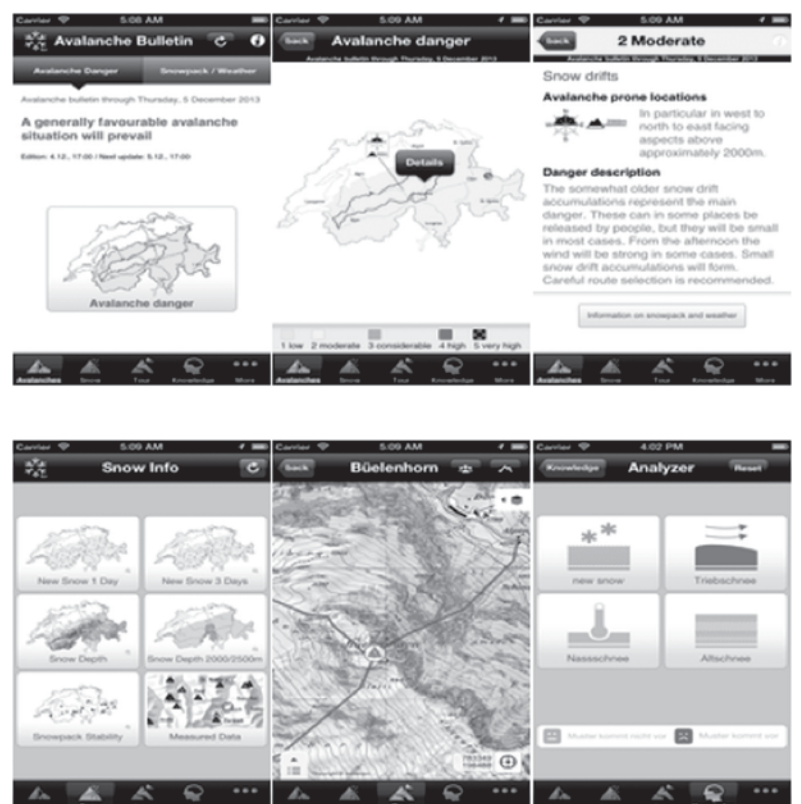 Carrier 5:08 AM
Avalanche Bulletin
Avalanche Danger Snowpack / Weather
Avalanche bulletin through Thursday, 5 December 2013
A generally favourable avalanche
situation will prevail
Edition: 4.12., 17:00 / Next update: 5.12., 17:00
Avalanche danger
Avalanches Snow Tour Knowledge More
Carrier 5:09 AM
Back Avalanche danger
Avalanche bulletin through Thursday, 5 December 2013
Details
1 low 2 moderate 3 considerable 4 high 5 very high
Avalanches Snow Tour Knowledge More
Carrier 5:09 AM
Back 2 Moderate
Avalanche bulletin through Thursday, 5 December 2013
Snow drifts
Avalanche prone locations
In particular in west to
north to east facing
aspects above
approximately 2000m.
Danger description
The somewhat older snow drift
accumulations represent the main
danger. These can in some places be
released by people, but they will be small
in most cases. From the afternoon the
wind will be strong in some cases. Small
snow drift accumulations will form.
Careful route selection is recommended.
Information on snowpack and weather
Avalanches Snow Tour Knowledge More
Carrier 5:09 AM
Snow Info
New Snow 1 Day New Snow 3 Days
Snow Depth Snow Depth 2000/2500m
Snowpack Stability Measured Data
Carrier 5:09 AM
Back Büelenhorn
Carrier 4:02 PM
Knowledge Analyzer Reset
new snow Triebschnee
Nassschnee Altschnee
Muster kommt nicht vor Muster kommt vor